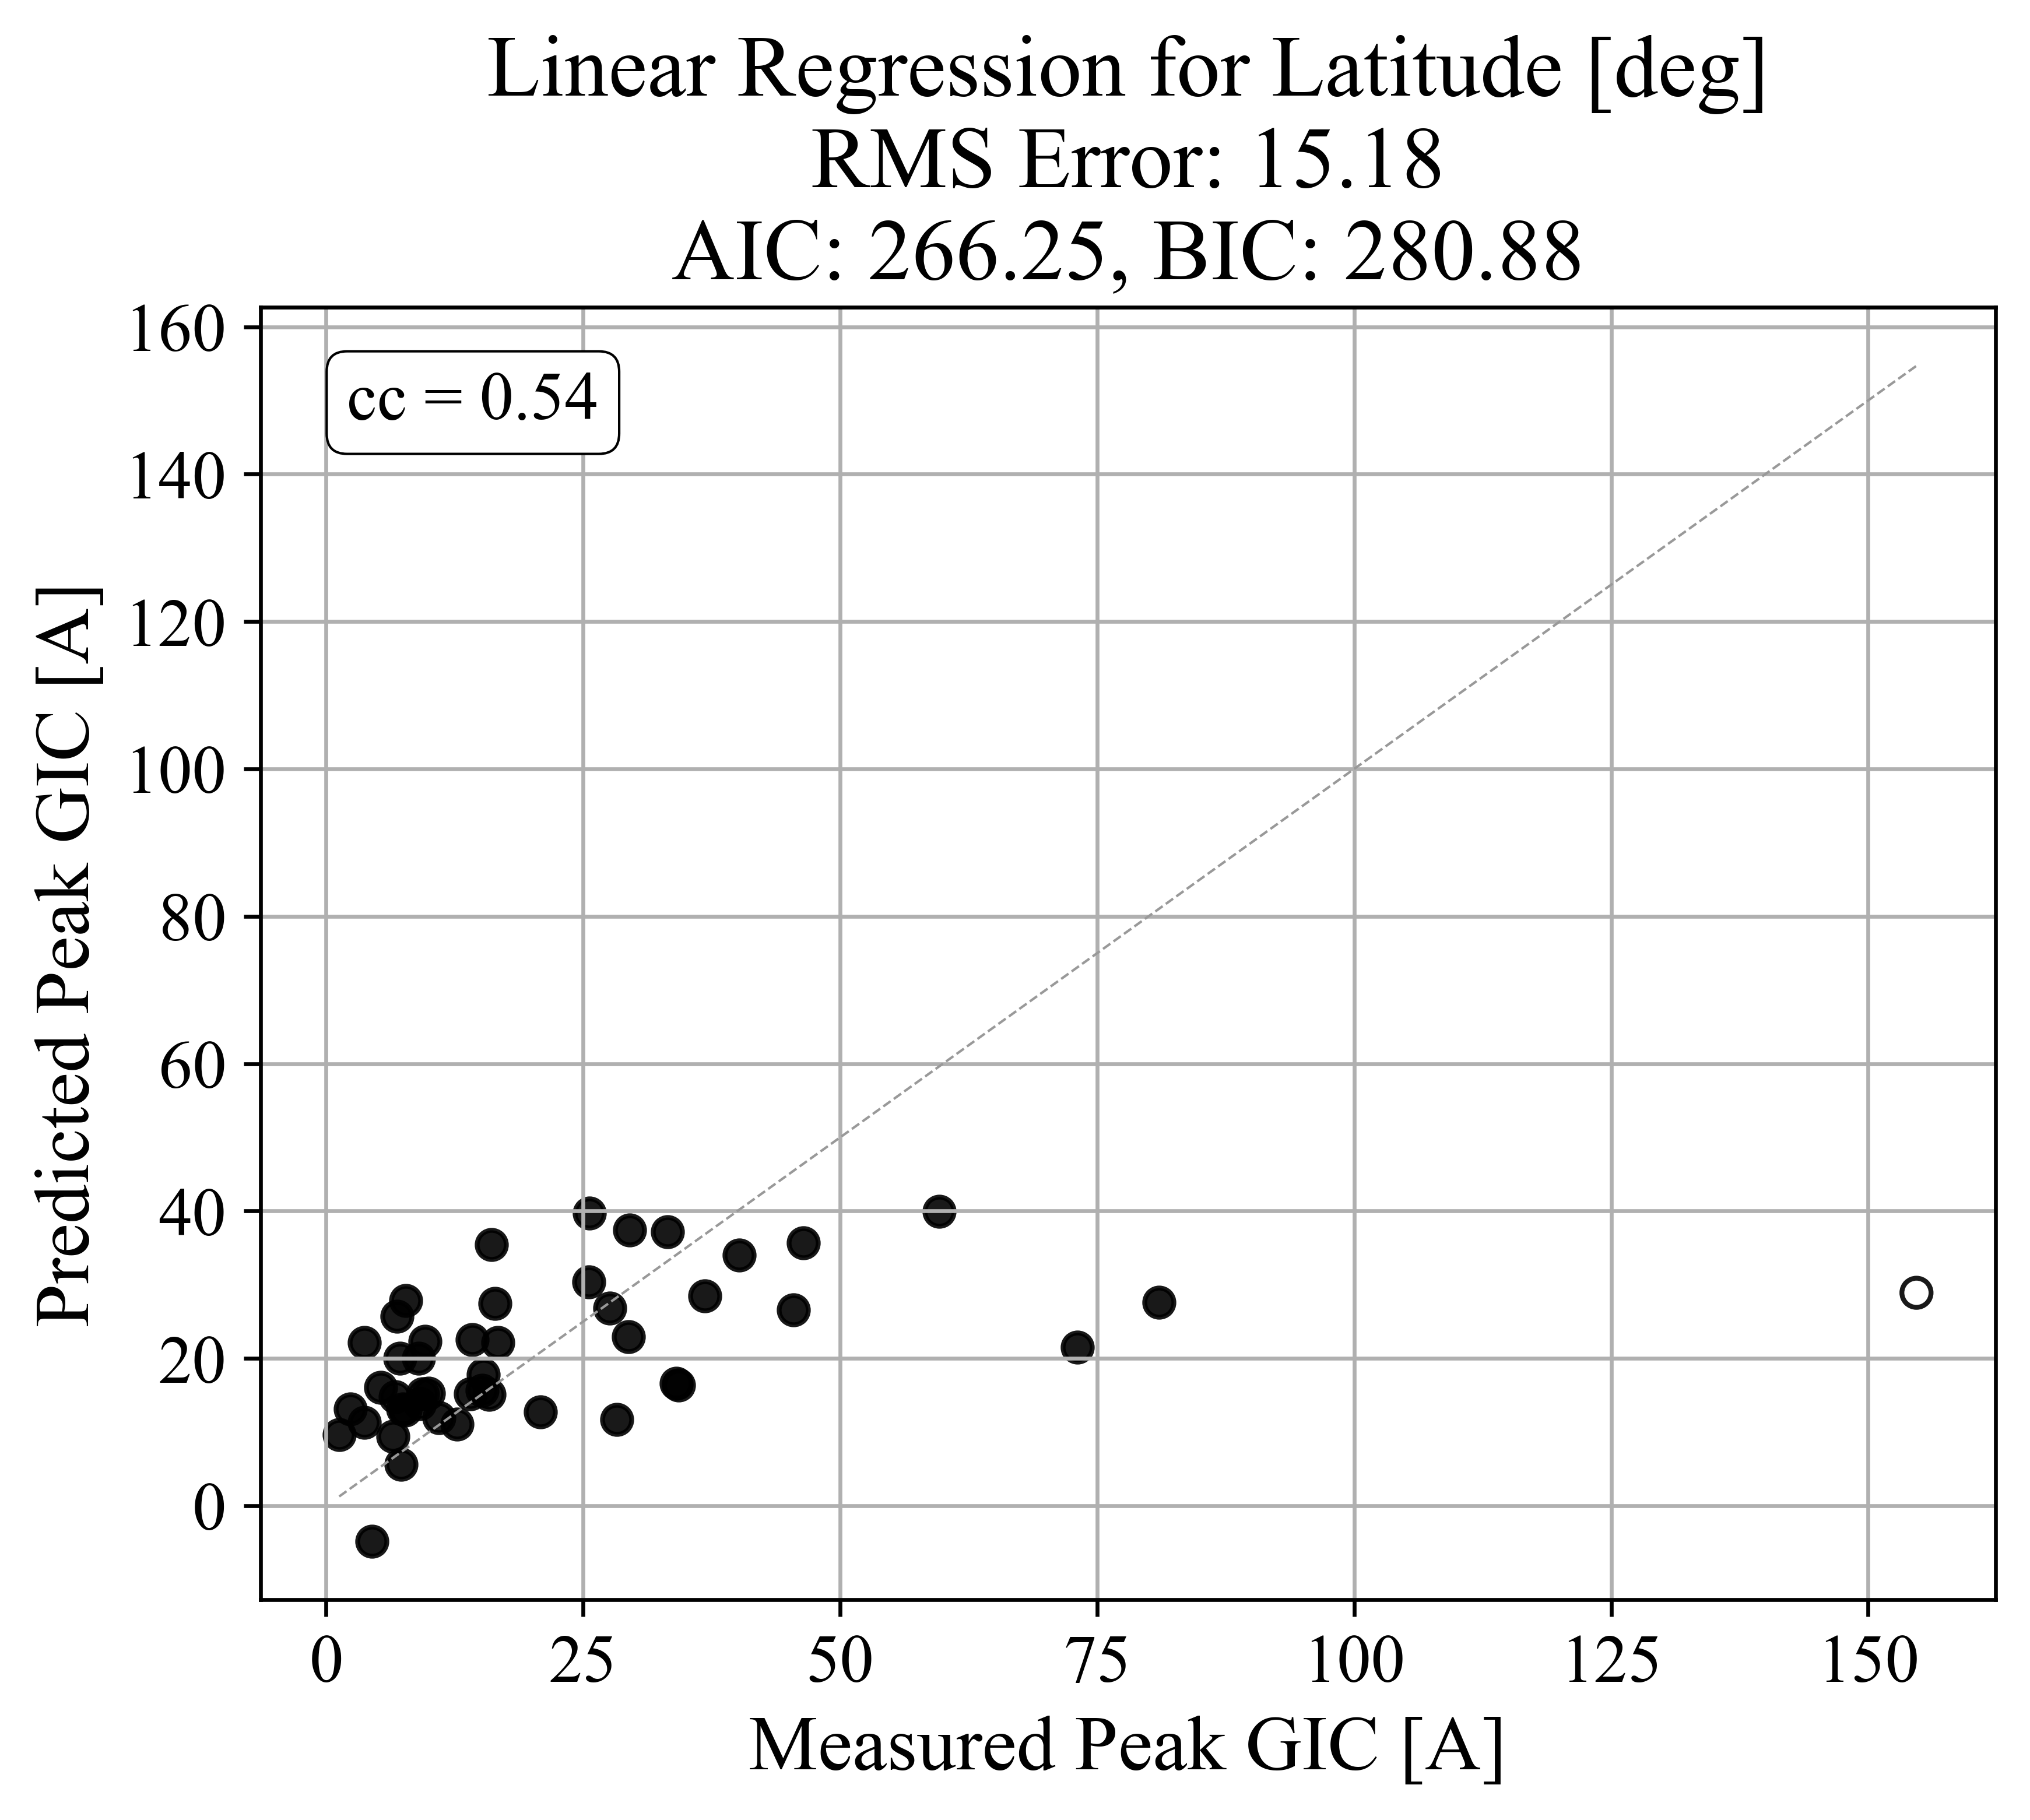 Linear Regression for Latitude [deg]
RMS Error: 15.18
AIC: 266.25, BIC: 280.88
160
cc = 0.54
140
120
100
80
60
40
20
0
Predicted Peak GIC [A]
0 25 50 75 100 125 150
Measured Peak GIC [A]